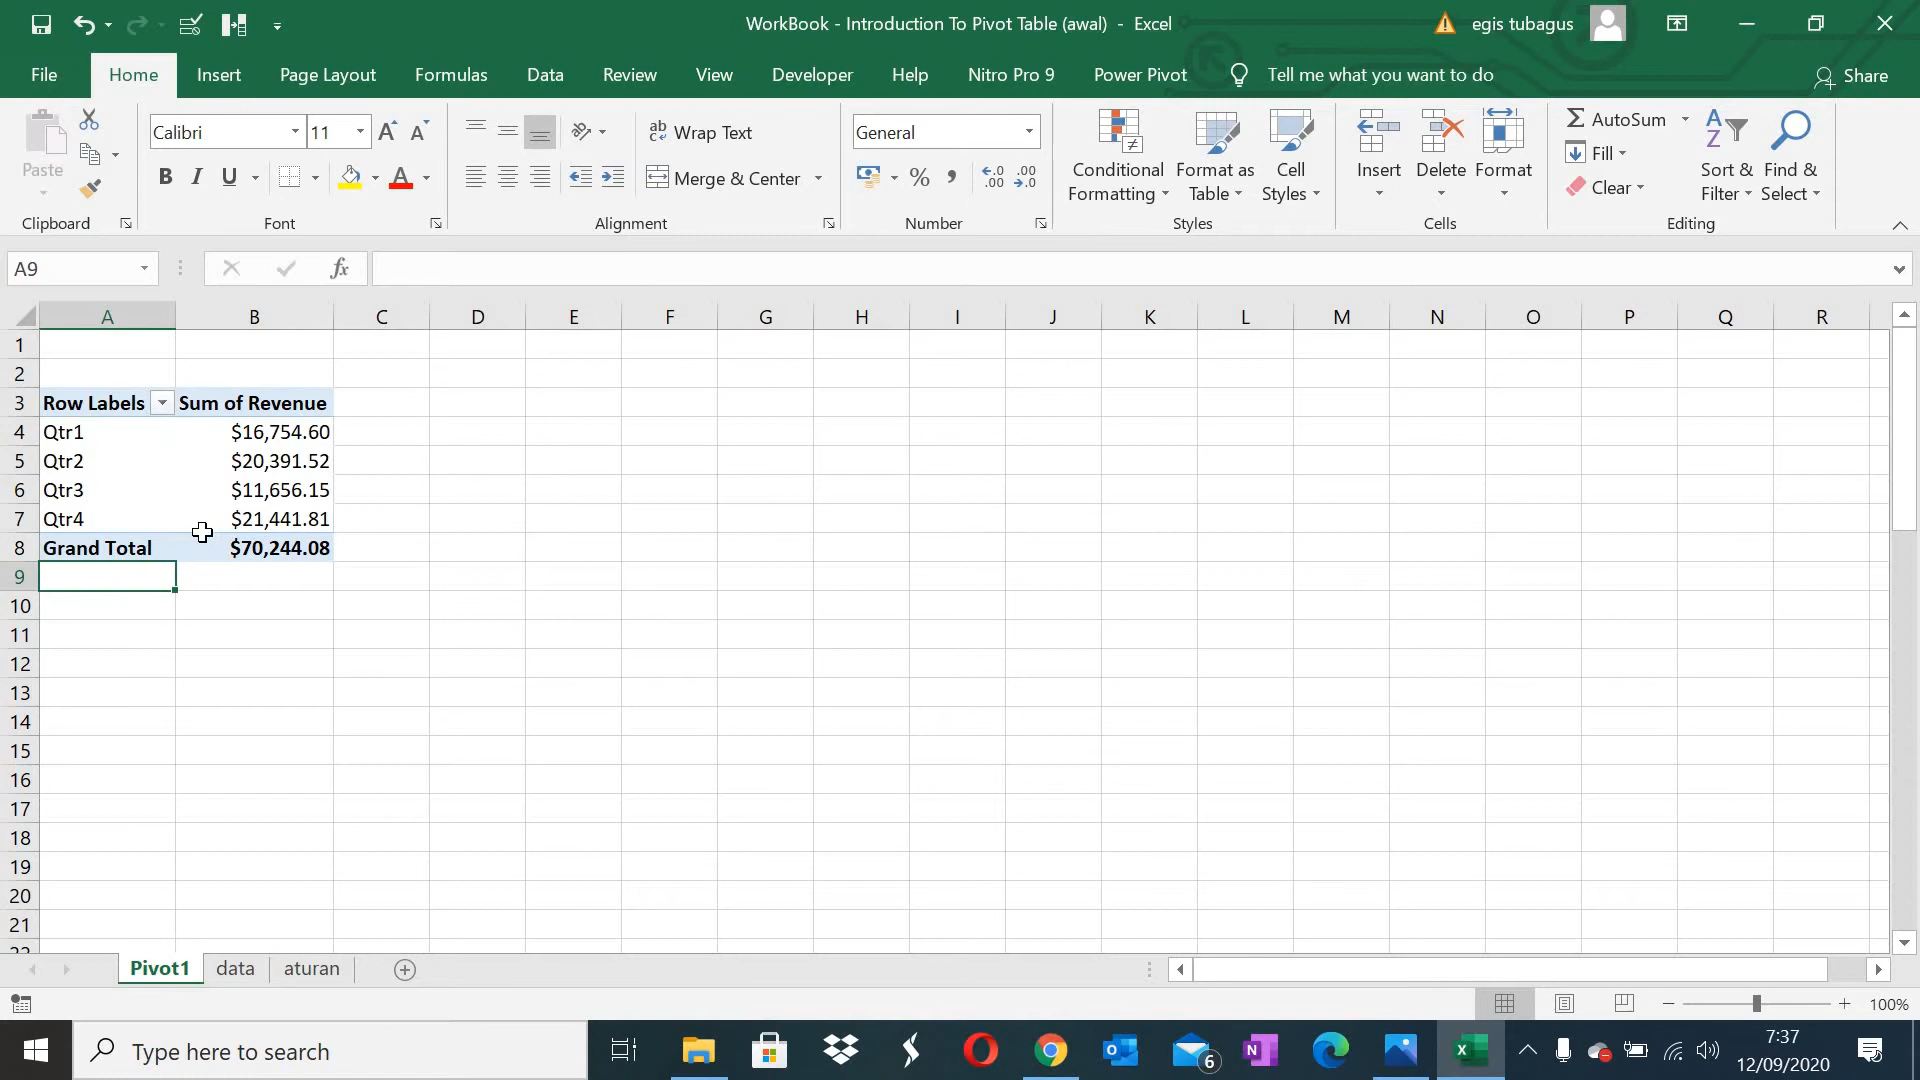 WorkBook - Introduction To Pivot Table (awal) - Excel
egis tubagus
File Home Insert Page Layout Formulas Data Review View Developer Help Nitro Pro 9 Power Pivot Tell me what you want to do Share
Paste
Clipboard
Calibri 11
B I U
Font
Wrap Text
Merge & Center
Alignment
General
Number
Conditional Formatting
Format as Table
Cell Styles
Styles
Insert Delete Format
Cells
AutoSum
Fill
Clear
Sort & Filter
Find & Select
Editing
A9 fx
A B C D E F G H I J K L M N O P Q R
1
2
3 Row Labels Sum of Revenue
4 Qtr1 $16,754.60
5 Qtr2 $20,391.52
6 Qtr3 $11,656.15
7 Qtr4 $21,441.81
8 Grand Total $70,244.08
9
10
11
12
13
14
15
16
17
18
19
20
21
Pivot1 data aturan
100%
Type here to search
6
7:37
12/09/2020